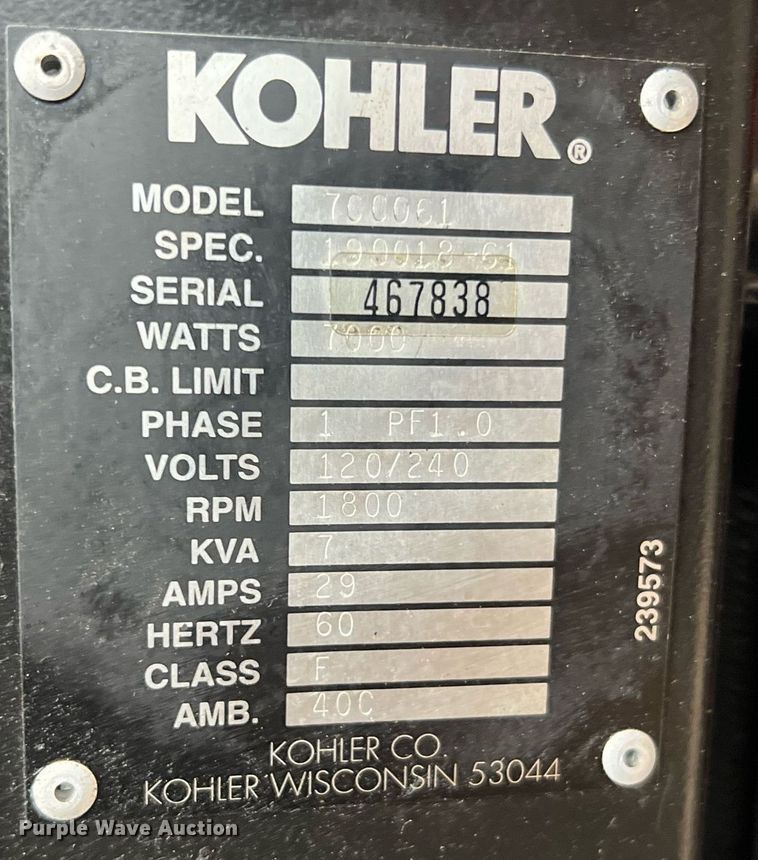 KOHLER®
MODEL 7CO061
SPEC. 190018-61
SERIAL 467838
WATTS 7000
C.B. LIMIT
PHASE 1 PF1.0
VOLTS 120/240
RPM 1800
KVA 7
AMPS 29
HERTZ 60
CLASS F
AMB. 40C
239573
KOHLER CO.
KOHLER WISCONSIN 53044
Purple Wave Auction